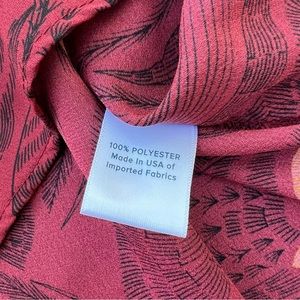 100% POLYESTER
Made In USA of
Imported Fabrics